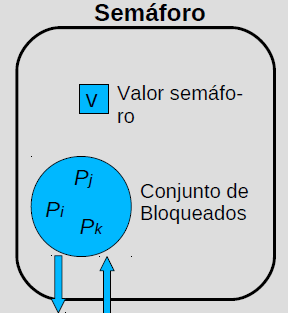 Semáforo
v
Valor semáfo-
ro
Pj
Pi
Pk
Conjunto de
Bloqueados